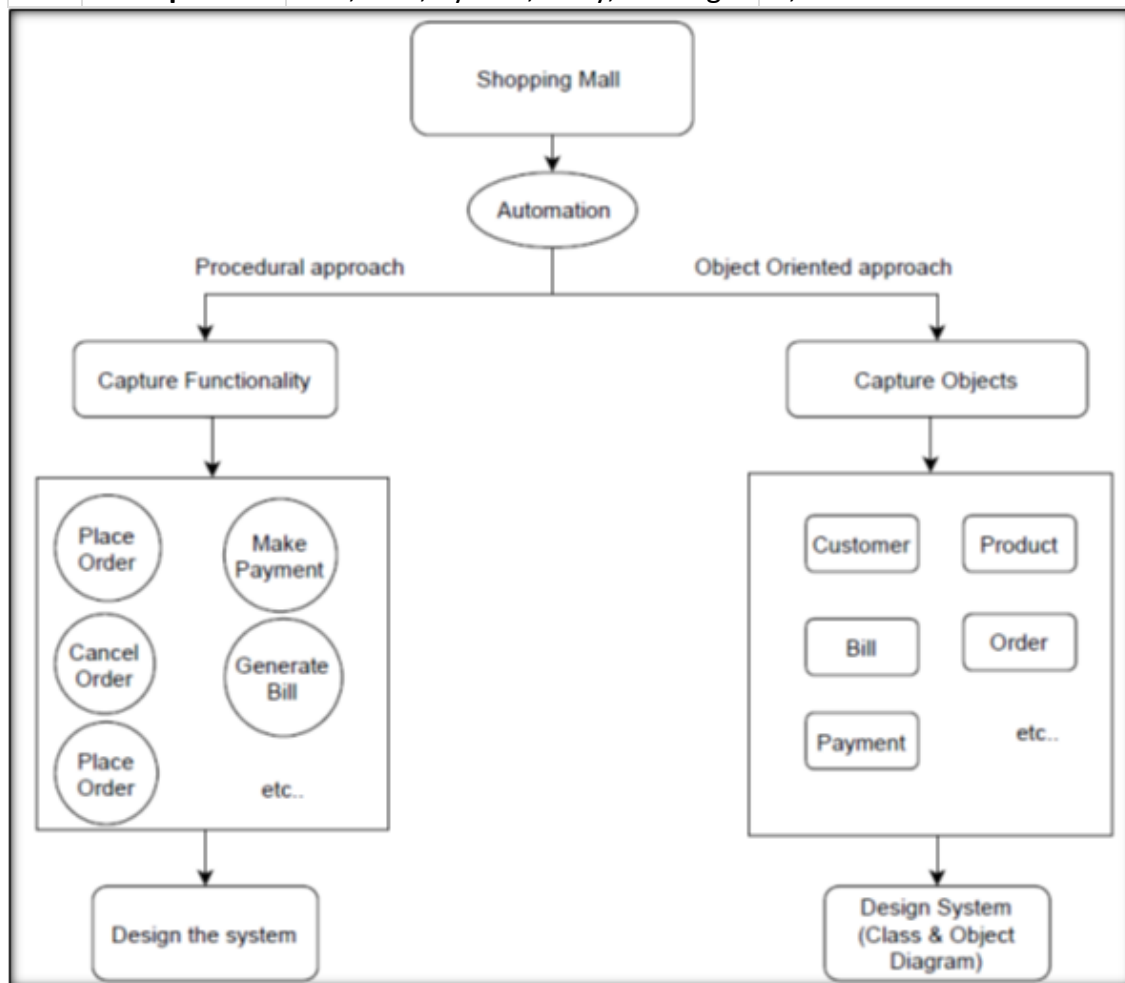 Shopping Mall
Automation
Procedural approach
Object Oriented approach
Capture Functionality
Capture Objects
Place
Order
Make
Payment
Cancel
Order
Generate
Bill
Place
Order
etc..
Customer
Product
Bill
Order
Payment
etc..
Design the system
Design System
(Class & Object
Diagram)